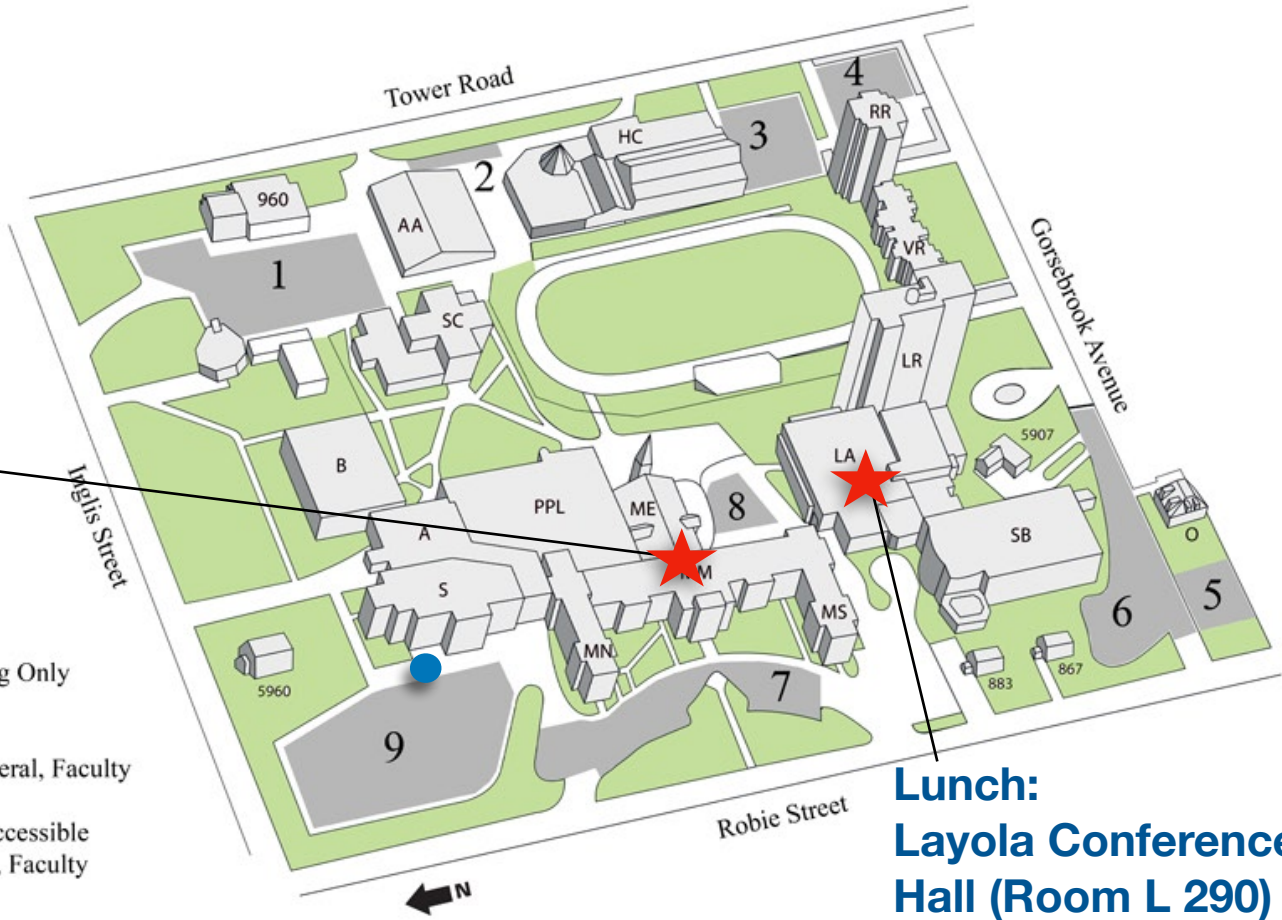 Tower Road
4
RR
HC
3
2
960
AA
VR
1
SC
Gorsebrook Avenue
LR
5907
B
LA
Inglis Street
PPL
ME
8
A
SB
O
S
MS
5
6
MN
5960
883
867
7
9
g Only
eral, Faculty
ccessible
, Faculty
Robie Street
N
Lunch:
Layola Conference
Hall (Room L 290)